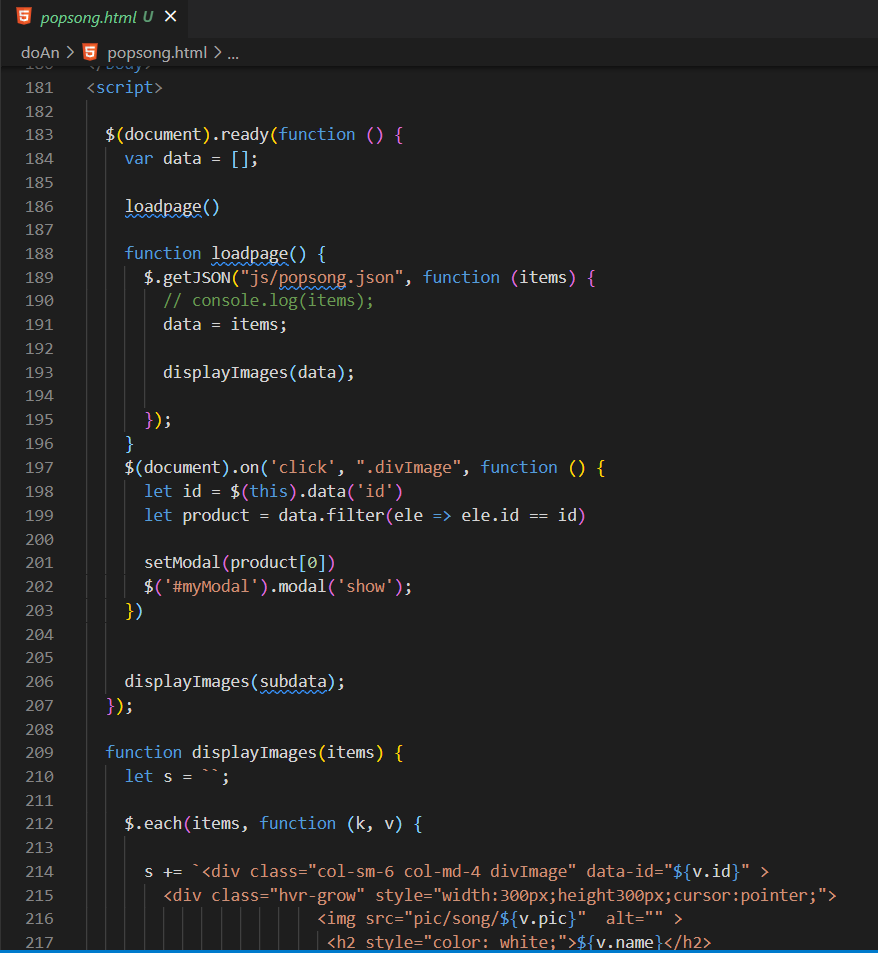 popsong.html U ×
doAn > popsong.html > ...
180 </body>
181 <script>
182
183 $(document).ready(function () {
184 var data = [];
185
186 loadpage()
187
188 function loadpage() {
189 $.getJSON("js/popsong.json", function (items) {
190 // console.log(items);
191 data = items;
192
193 displayImages(data);
194
195 });
196 }
197 $(document).on('click', ".divImage", function () {
198 let id = $(this).data('id')
199 let product = data.filter(ele => ele.id == id)
200
201 setModal(product[0])
202 $('#myModal').modal('show');
203 })
204
205
206 displayImages(subdata);
207 });
208
209 function displayImages(items) {
210 let s = ``;
211
212 $.each(items, function (k, v) {
213
214 s += `<div class="col-sm-6 col-md-4 divImage" data-id="${v.id}" >
215 <div class="hvr-grow" style="width:300px;height300px;cursor:pointer;">
216 <img src="pic/song/${v.pic}"  alt="" >
217 <h2 style="color: white;">${v.name}</h2>